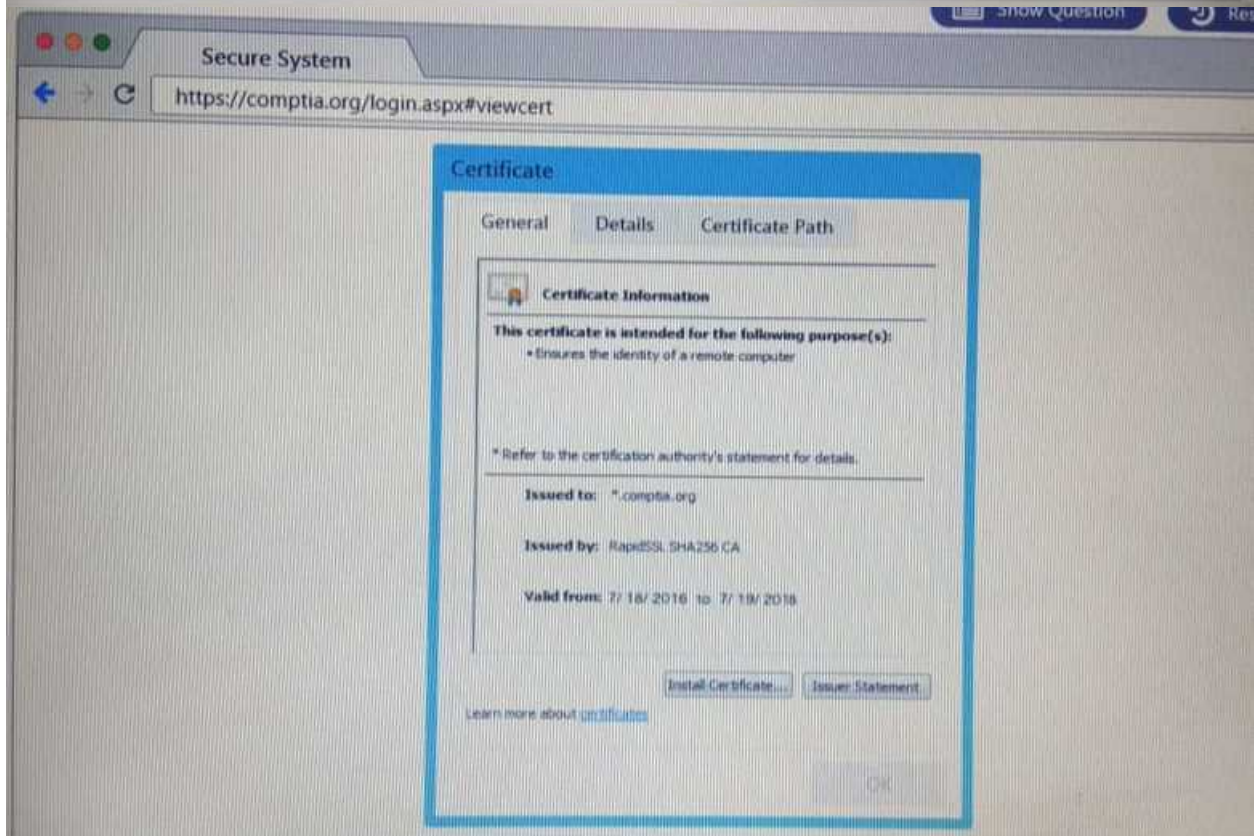 Show Question
Secure System
https://comptia.org/login.aspx#viewcert
Certificate
General Details Certificate Path
Certificate Information
This certificate is intended for the following purpose(s):
•Ensures the identity of a remote computer
* Refer to the certification authority's statement for details.
Issued to: *.comptia.org
Issued by: RapidSSL SHA256 CA
Valid from: 7/ 18/ 2016 to 7/ 19/ 2018
Install Certificate... Issuer Statement
Learn more about certificates
OK